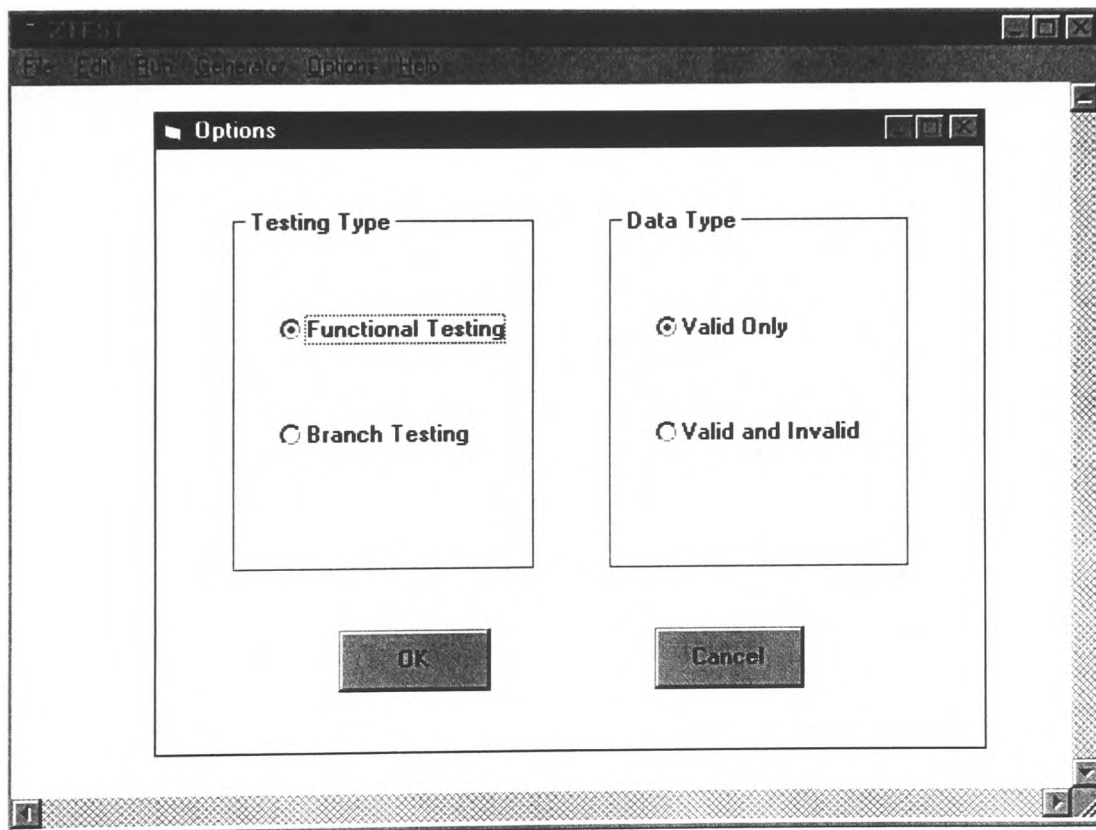 ZTEST
File Edit Run Generator Options Help
Options
Testing Type
Data Type
Functional Testing
Valid Only
Branch Testing
Valid and Invalid
OK
Cancel